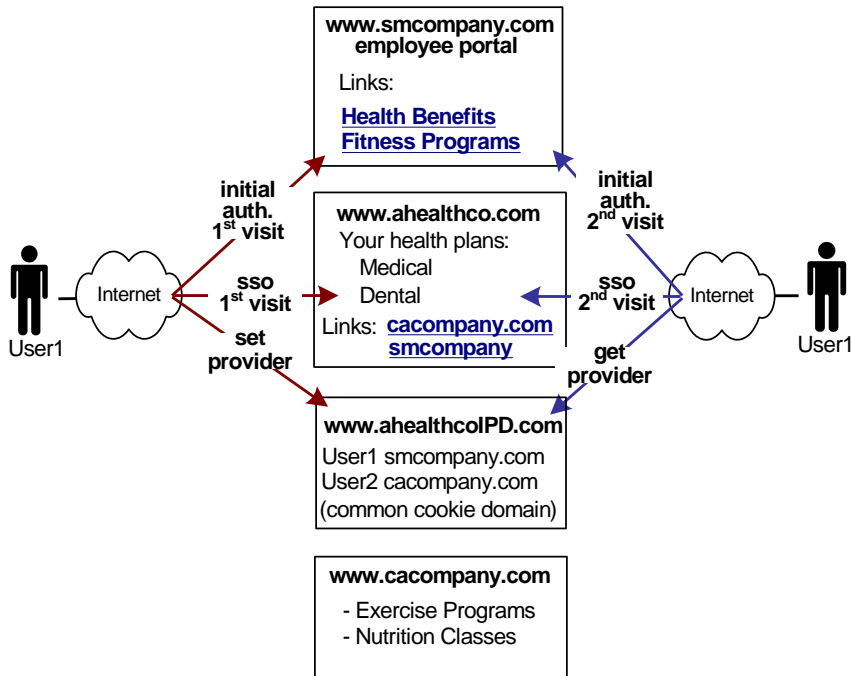 www.smcompany.com
employee portal
Links:
Health Benefits
Fitness Programs
initial
auth.
1st visit
initial
auth.
2nd visit
www.ahealthco.com
Your health plans:
Medical
Dental
Links: cacompany.com
smcompany
Internet
User1
sso
1st visit
sso
2nd visit
Internet
User1
set
provider
get
provider
www.ahealthcoIPD.com
User1 smcompany.com
User2 cacompany.com
(common cookie domain)
www.cacompany.com
- Exercise Programs
- Nutrition Classes